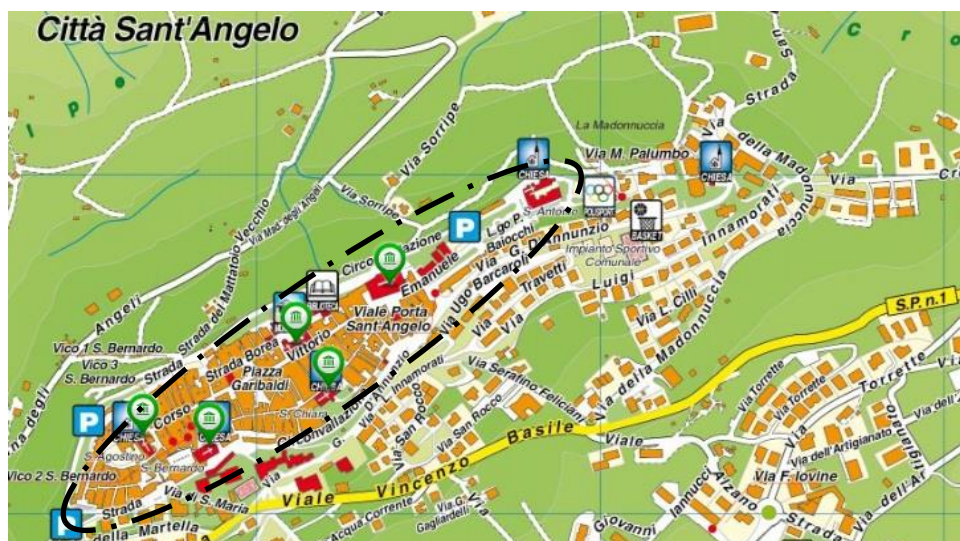 Città Sant'Angelo
I p o
C r o
Strada San
La Madonnuccia
Via M. Palumbo
Via della Madonnuccia
CHIESA
CHIESA
Via Sorripe
Via Sorripe
Via Mad. degli Angeli
Strada del Mattatoio Vecchio
Angeli
S. Antonio
POLISPORT.
BASKET
Via
Cri
Innamorati
Luigi
Impianto Sportivo
Comunale
P
L.go P.
Baiocchi
Via G. D'Annunzio
Via Ugo Barcaroli
Travetti
Via
Via
Emanuele
Vittorio
BIBLIOTECA
Viale Porta
Sant'Angelo
Via L. Cilli
Via della Madonnuccia
S.P. n.1
Vico 1 S. Bernardo
Vico 3
S. Bernardo
Strada
Strada Borea
Piazza
Garibaldi
CHIESA
Via Serafino Feliciani
Innamorati
S. Chiara
Via San Rocco
Via San Rocco
Viale Vincenzo Basile
Viale
Via Torrette
Via Torrette
Torrette
Via
P
CHIESA
Corso
S. Agostino
S. Bernardo
Vico 2 S. Bernardo
Via di S. Maria
Strada della Martella
P
Via
Acqua Corrente
Via G.
Gagliardelli
Giovanni Iannucci
Alzano
Via F. Iovine
Via dell'Artigianato
Strada